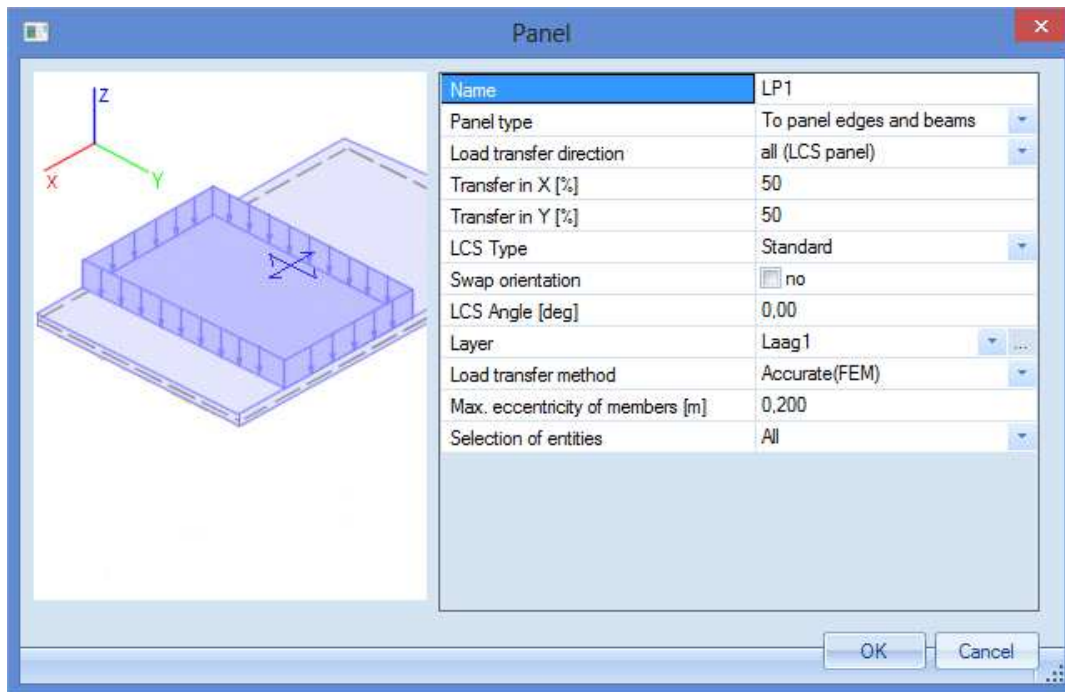 Panel
Z
X
Y
Name LP1
Panel type To panel edges and beams
Load transfer direction all (LCS panel)
Transfer in X [%] 50
Transfer in Y [%] 50
LCS Type Standard
Swap orientation no
LCS Angle [deg] 0,00
Layer Laag1 ...
Load transfer method Accurate(FEM)
Max. eccentricity of members [m] 0,200
Selection of entities All
OK Cancel